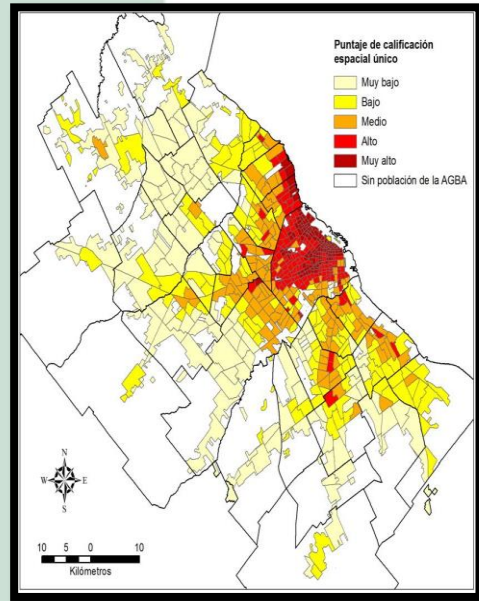 Puntaje de calificación
espacial único
Muy bajo
Bajo
Medio
Alto
Muy alto
Sin población de la AGBA
N
W E
S
10 5 0 10
Kilómetros